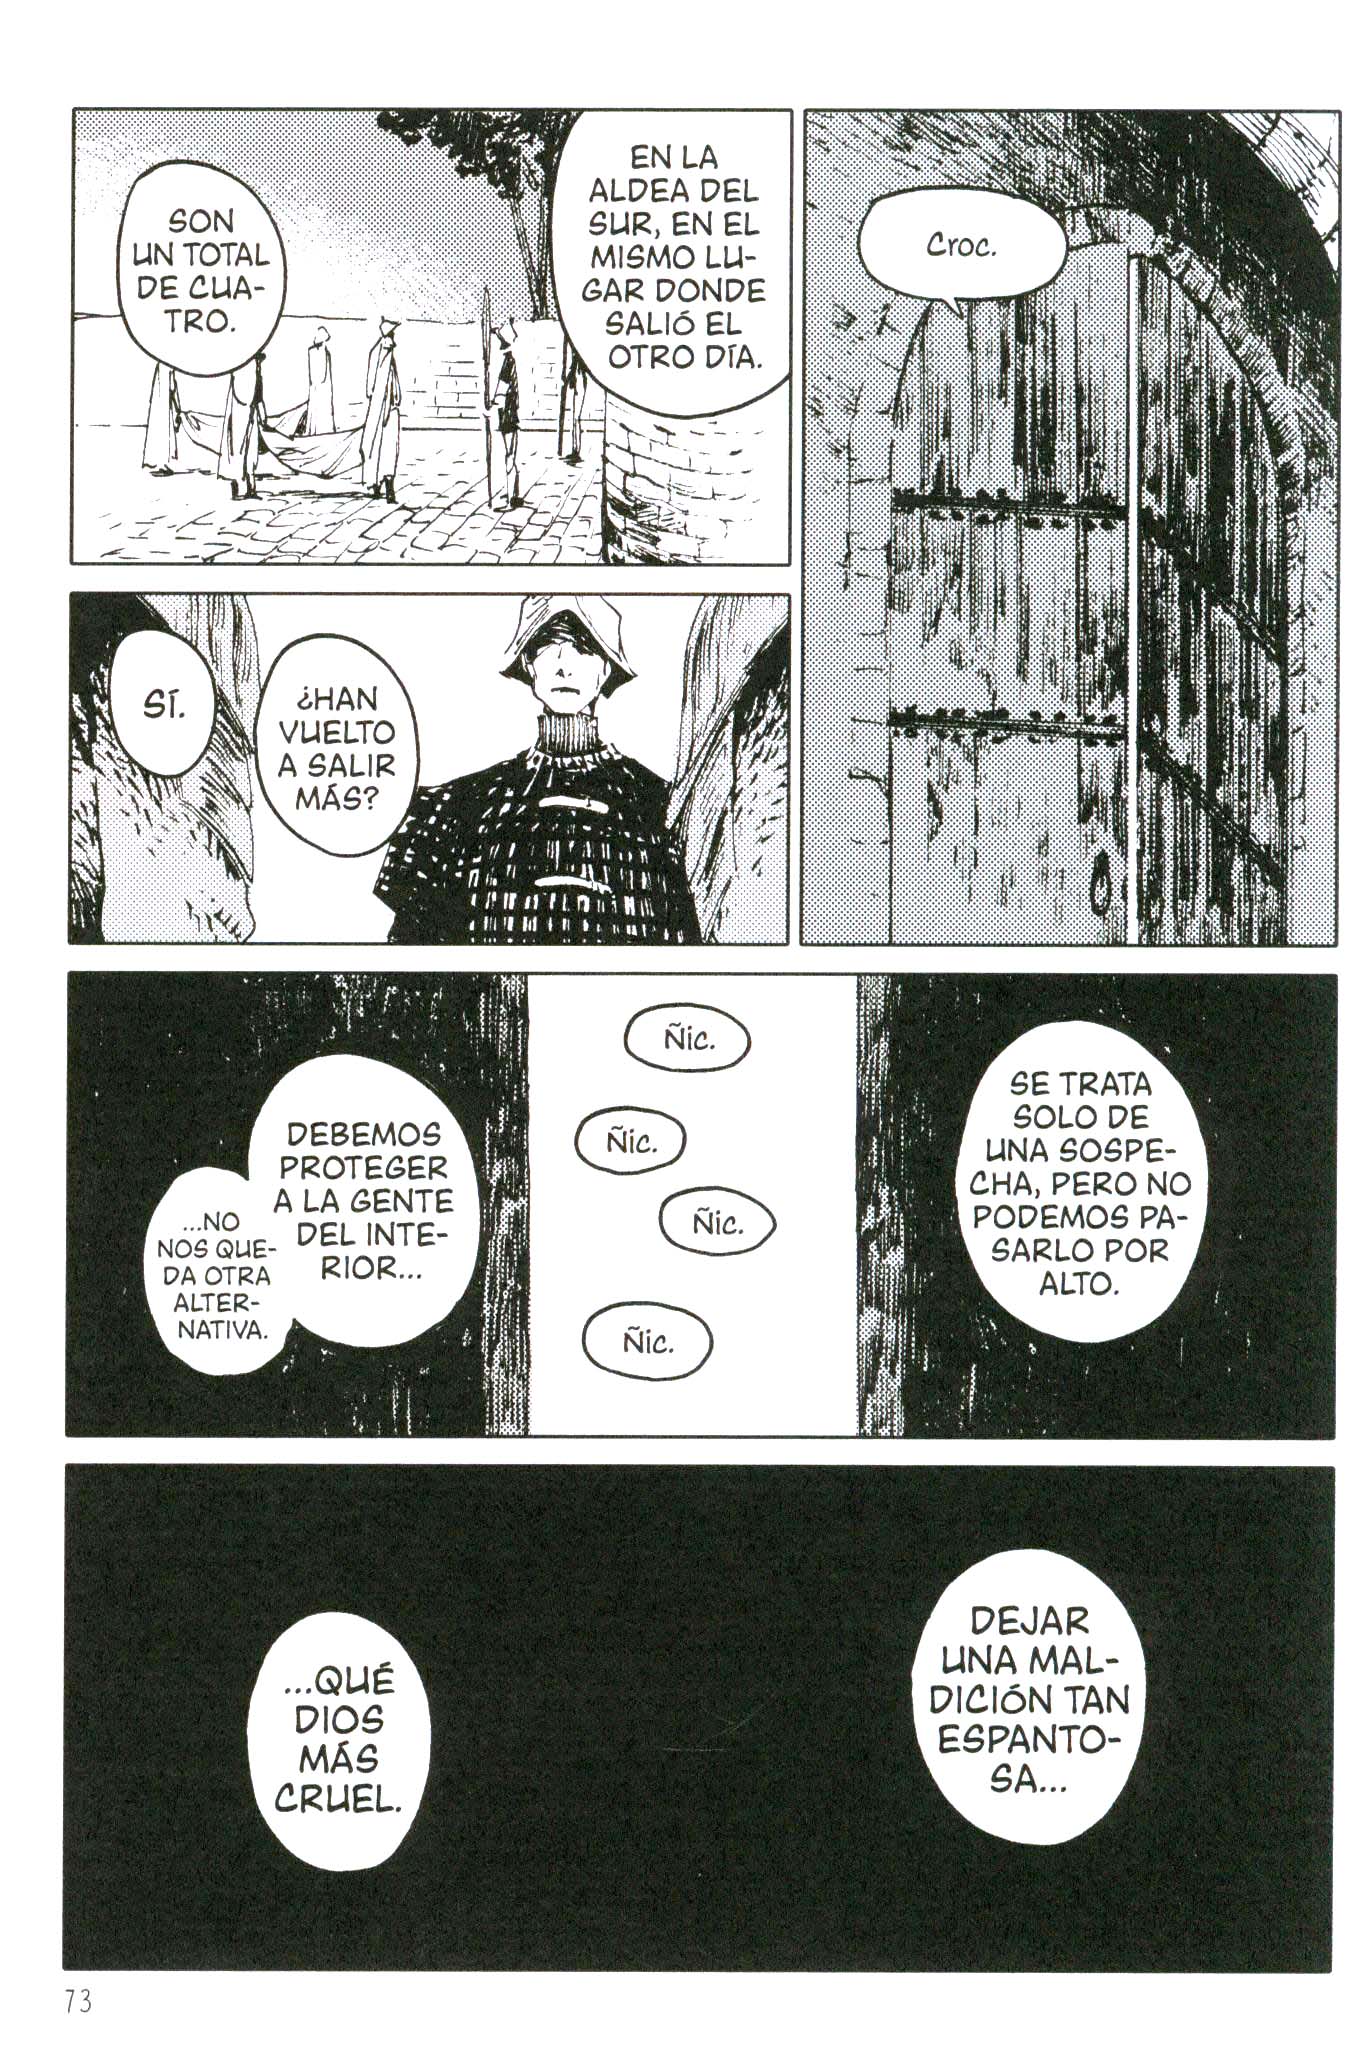 Croc.
EN LA
ALDEA DEL
SUR, EN EL
MISMO LU-
GAR DONDE
SALIÓ EL
OTRO DÍA.
SON
UN TOTAL
DE CUA-
TRO.
¿HAN
VUELTO
A SALIR
MÁS?
SÍ.
SE TRATA
SOLO DE
UNA SOSPE-
CHA, PERO NO
PODEMOS PA-
SARLO POR
ALTO.
Ñic.
Ñic.
Ñic.
Ñic.
DEBEMOS
PROTEGER
A LA GENTE
DEL INTE-
RIOR...
...NO
NOS QUE-
DA OTRA
ALTER-
NATIVA.
DEJAR
UNA MAL-
DICIÓN TAN
ESPANTO-
SA...
...QUÉ
DIOS
MÁS
CRUEL.
73